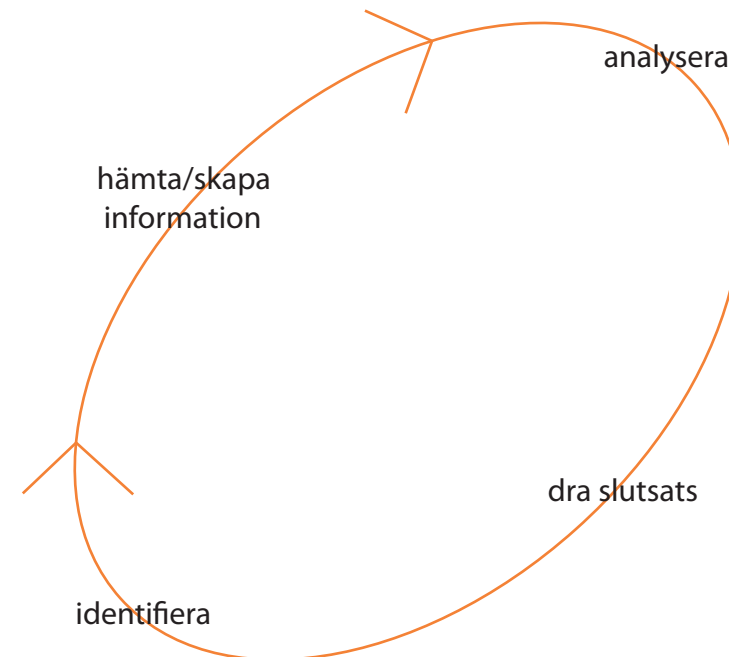 analysera
hämta/skapa
information
dra slutsats
identifiera